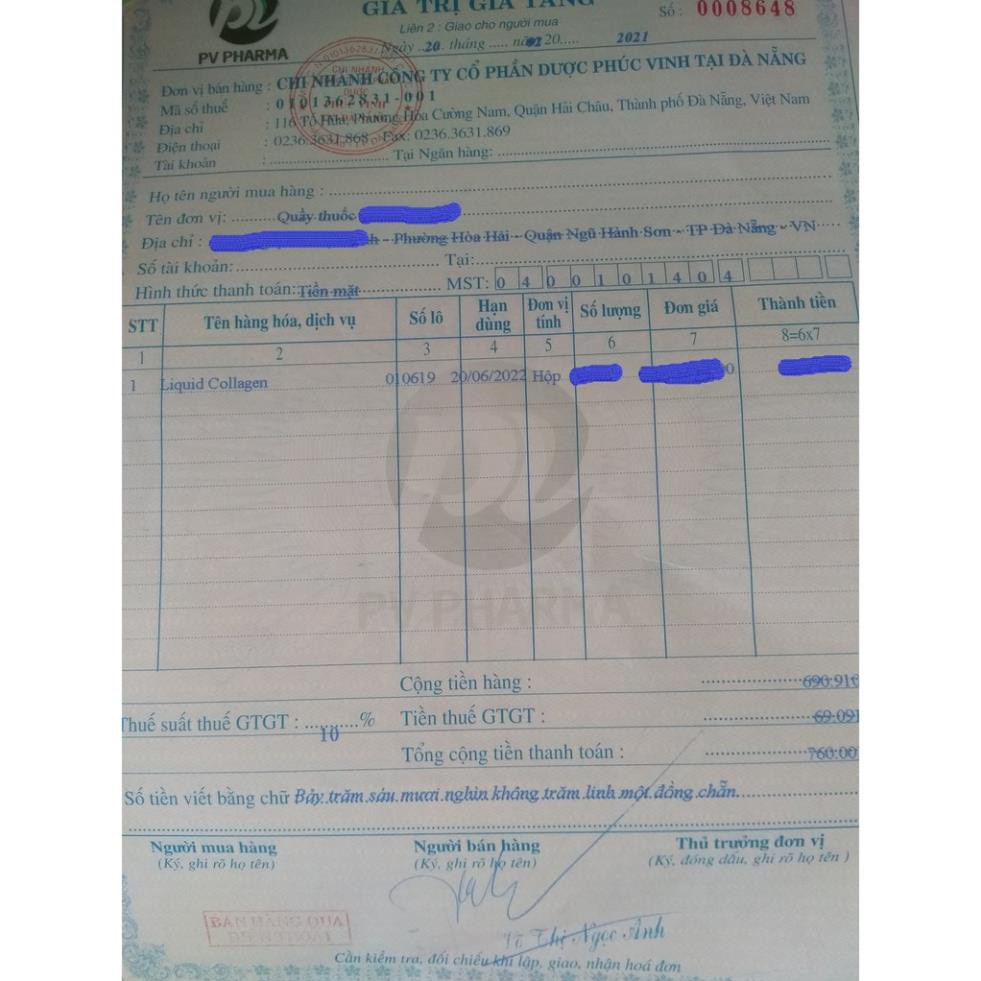 PV PHARMA
GIÁ TRỊ GIA TĂNG
Liên 2 : Giao cho người mua
Số : 0008648
Ngày ..20. tháng ..... năm 20..... 2021
Đơn vị bán hàng : CHI NHÁNH CÔNG TY CỔ PHẦN DƯỢC PHÚC VINH TẠI ĐÀ NẴNG
Mã số thuế : 0101362831-001
Địa chỉ : 116 Tố Hữu, Phường Hòa Cường Nam, Quận Hải Châu, Thành phố Đà Nẵng, Việt Nam
Điện thoại : 0236.3631.868 - Fax: 0236.3631.869
Tài khoản : .............................. Tại Ngân hàng: ..............................
Họ tên người mua hàng : ..............................
Tên đơn vị: .......... Quầy thuốc
Địa chỉ : h - Phường Hòa Hải - Quận Ngũ Hành Sơn - TP Đà Nẵng - VN
Số tài khoản: .............................. Tại: ..............................
Hình thức thanh toán: Tiền mặt .............. MST: 0 4 0 0 1 0 1 4 0 4
STT Tên hàng hóa, dịch vụ Số lô Hạn dùng Đơn vị tính Số lượng Đơn giá Thành tiền
1 2 3 4 5 6 7 8=6x7
1 Liquid Collagen 010619 20/06/2022 Hộp 0
PV PHARMA
Cộng tiền hàng : .................. 690.910
Thuế suất thuế GTGT : ....10....% Tiền thuế GTGT : .................. 69.091
Tổng cộng tiền thanh toán : .................. 760.00
Số tiền viết bằng chữ Bảy trăm sáu mươi nghìn không trăm linh một đồng chẵn
Người mua hàng Người bán hàng Thủ trưởng đơn vị
(Ký, ghi rõ họ tên) (Ký, ghi rõ họ tên) (Ký, đóng dấu, ghi rõ họ tên )
BÁN HÀNG QUA
ĐIỆN THOẠI
Tô Thị Ngọc Ánh
Cần kiểm tra, đối chiếu khi lập, giao, nhận hoá đơn